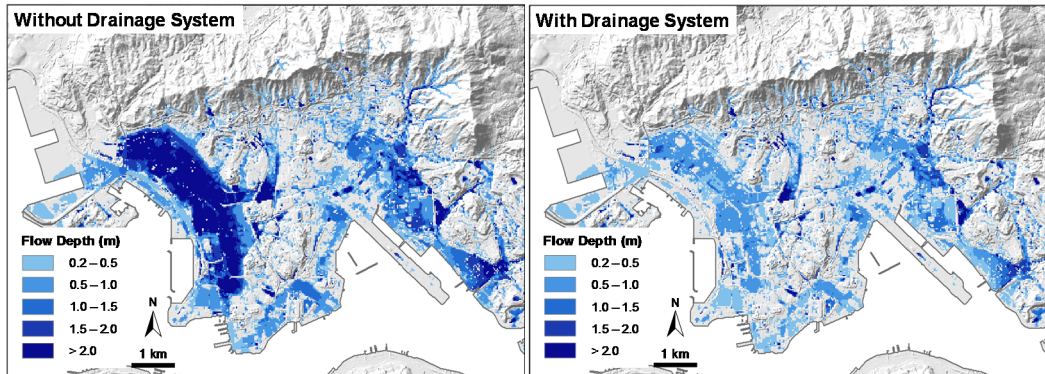 Without Drainage System
Flow Depth (m)
0.2 – 0.5
0.5 – 1.0
1.0 – 1.5
1.5 – 2.0
> 2.0
N
1 km
With Drainage System
Flow Depth (m)
0.2 – 0.5
0.5 – 1.0
1.0 – 1.5
1.5 – 2.0
> 2.0
N
1 km